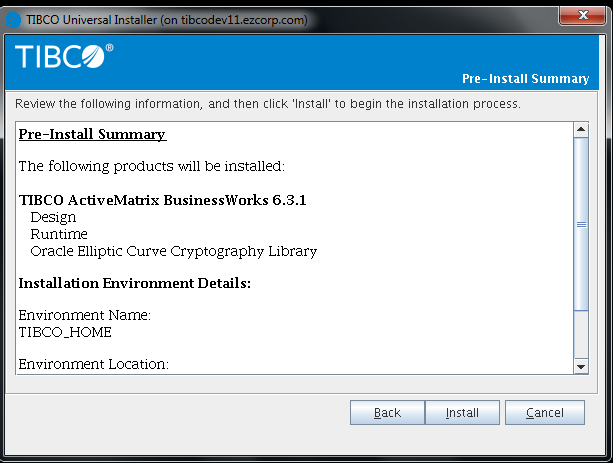 TIBCO Universal Installer (on tibcodev11.ezcorp.com)
TIBCO®
Pre-Install Summary
Review the following information, and then click 'Install' to begin the installation process.
Pre-Install Summary
The following products will be installed:
TIBCO ActiveMatrix BusinessWorks 6.3.1
Design
Runtime
Oracle Elliptic Curve Cryptography Library
Installation Environment Details:
Environment Name:
TIBCO_HOME
Environment Location:
Back Install Cancel